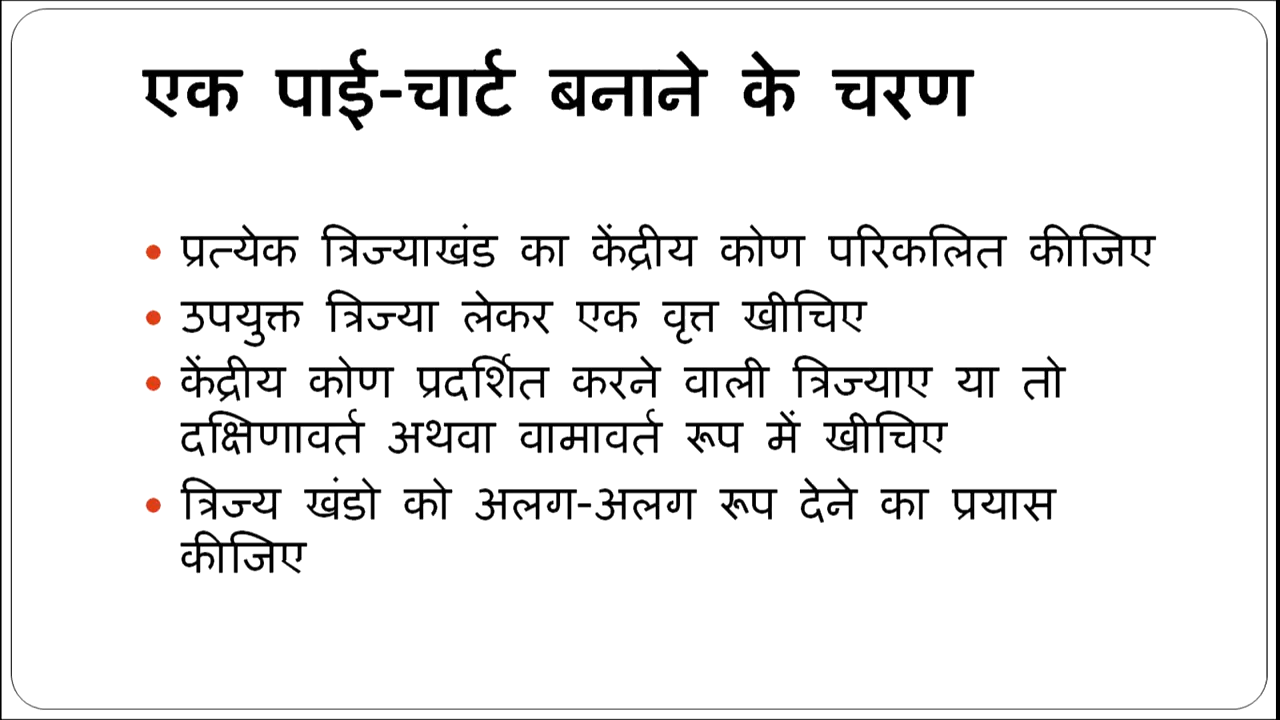 एक पाई-चार्ट बनाने के चरण
• प्रत्येक त्रिज्याखंड का केंद्रीय कोण परिकलित कीजिए
• उपयुक्त त्रिज्या लेकर एक वृत्त खीचिए
• केंद्रीय कोण प्रदर्शित करने वाली त्रिज्याए या तो
दक्षिणावर्त अथवा वामावर्त रूप में खीचिए
• त्रिज्य खंडो को अलग-अलग रूप देने का प्रयास
कीजिए